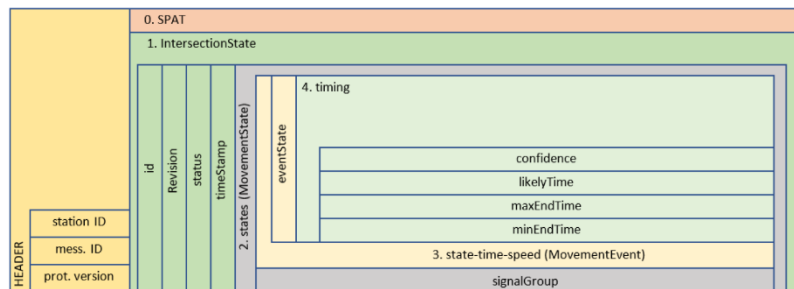 0. SPAT
1. IntersectionState
4. timing
id
Revision
status
timeStamp
2. states (MovementState)
eventState
confidence
likelyTime
maxEndTime
minEndTime
3. state-time-speed (MovementEvent)
signalGroup
HEADER
station ID
mess. ID
prot. version